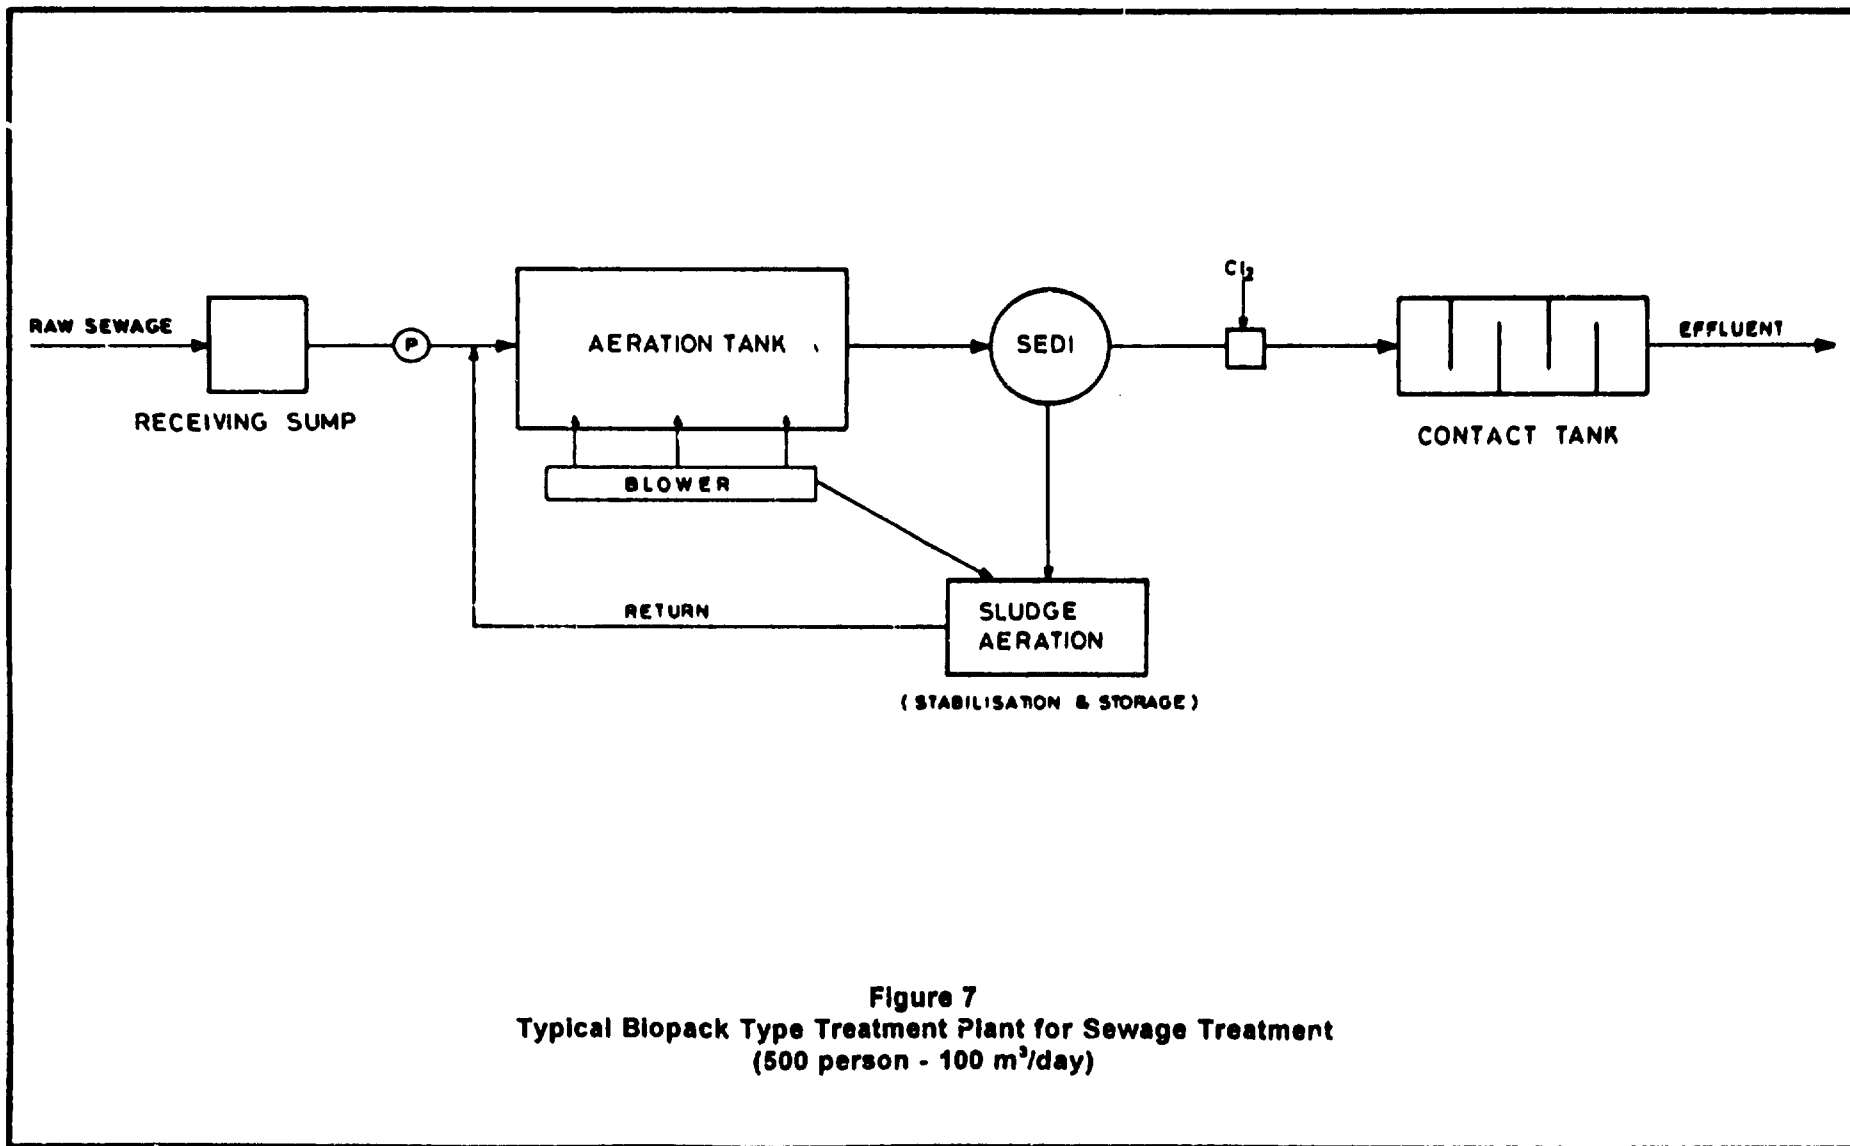 Cl₂
RAW SEWAGE
P
AERATION TANK
SEDI
EFFLUENT
RECEIVING SUMP
CONTACT TANK
BLOWER
RETURN
SLUDGE
AERATION
(STABILISATION & STORAGE)
Figure 7
Typical Biopack Type Treatment Plant for Sewage Treatment
(500 person - 100 m³/day)